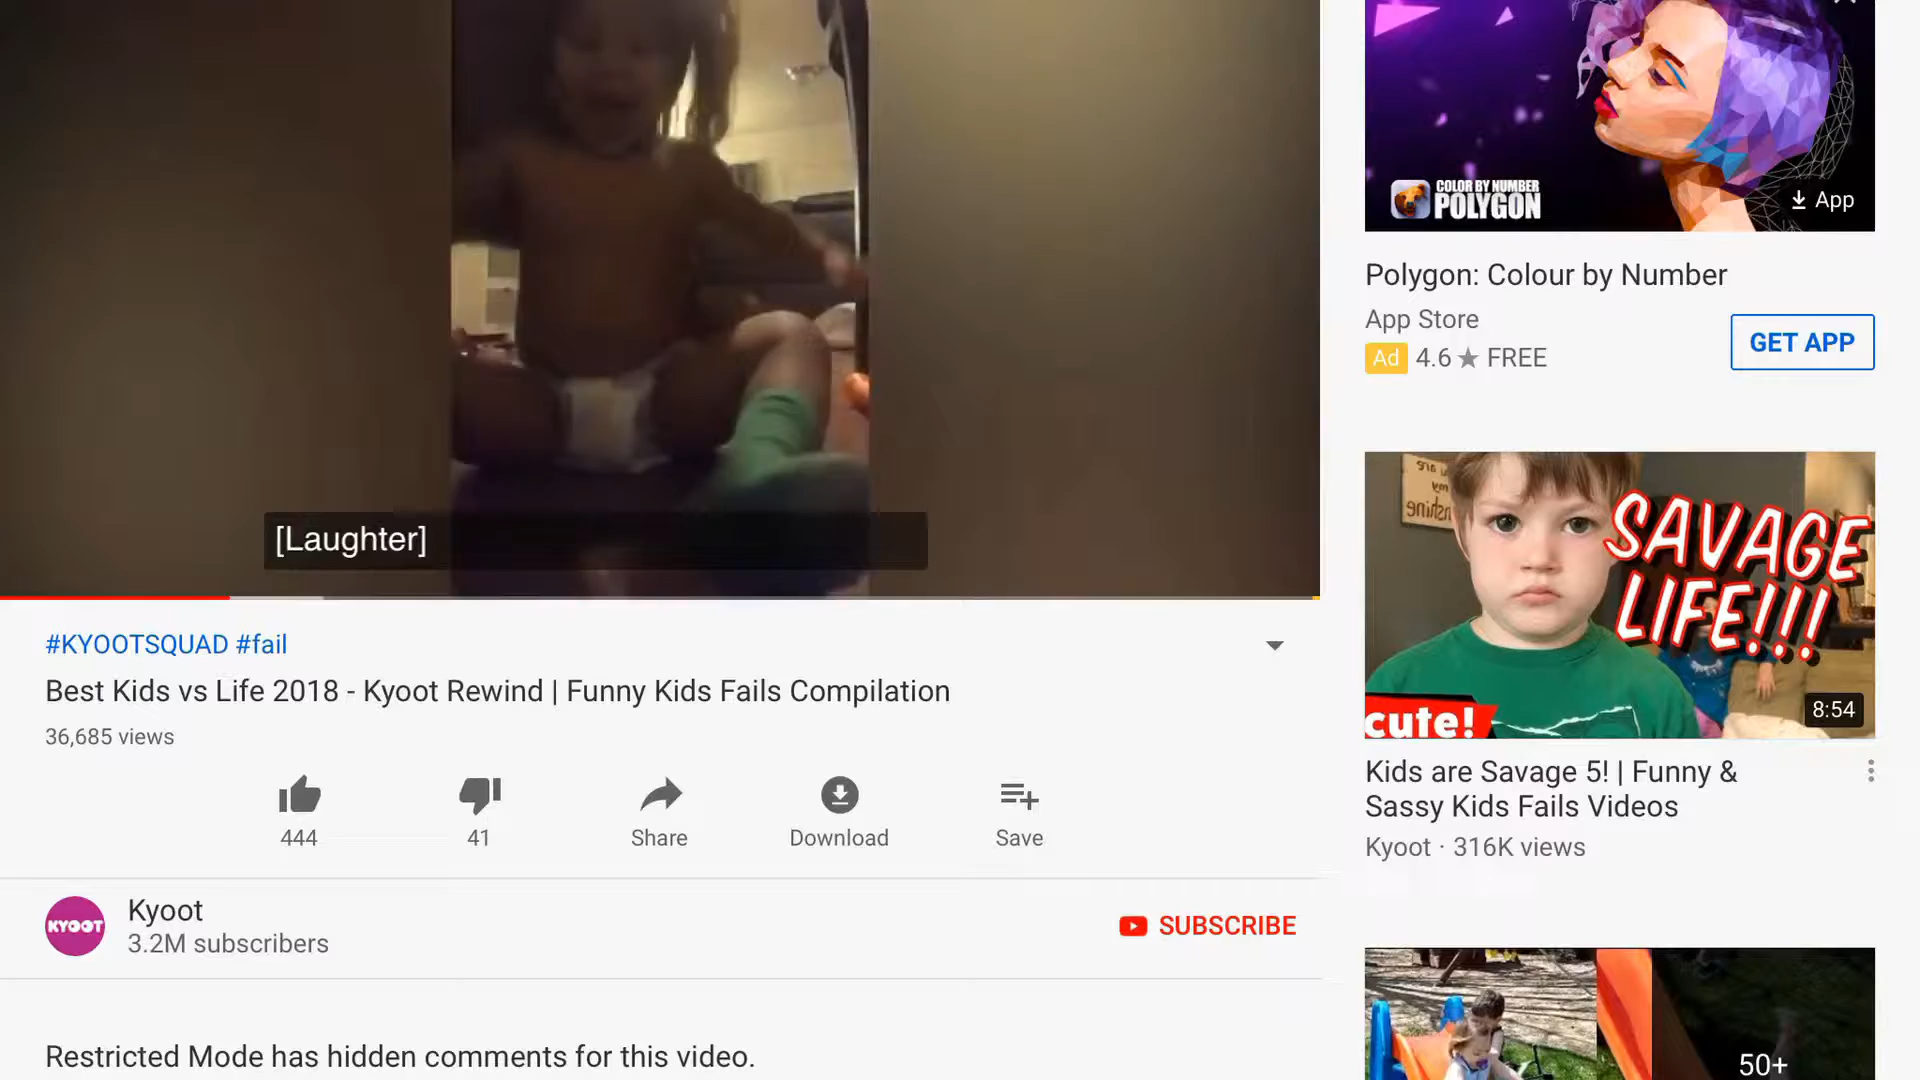 [Laughter]
#KYOOTSQUAD #fail
Best Kids vs Life 2018 - Kyoot Rewind | Funny Kids Fails Compilation
36,685 views
444
41
Share
Download
Save
KYOOT
Kyoot
3.2M subscribers
SUBSCRIBE
Restricted Mode has hidden comments for this video.
COLOR BY NUMBER
POLYGON
App
Polygon: Colour by Number
App Store
Ad 4.6 ★ FREE
GET APP
you are
my
SAVAGE
LIFE!!!
cute!
8:54
Kids are Savage 5! | Funny &
Sassy Kids Fails Videos
Kyoot · 316K views
50+